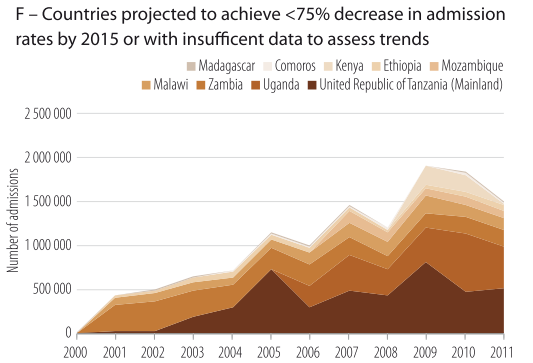 F – Countries projected to achieve <75% decrease in admission
rates by 2015 or with insufficent data to assess trends
Madagascar Comoros Kenya Ethiopia Mozambique
Malawi Zambia Uganda United Republic of Tanzania (Mainland)
Number of admissions
2 500 000
2 000 000
1 500 000
1 000 000
500 000
0
2000 2001 2002 2003 2004 2005 2006 2007 2008 2009 2010 2011